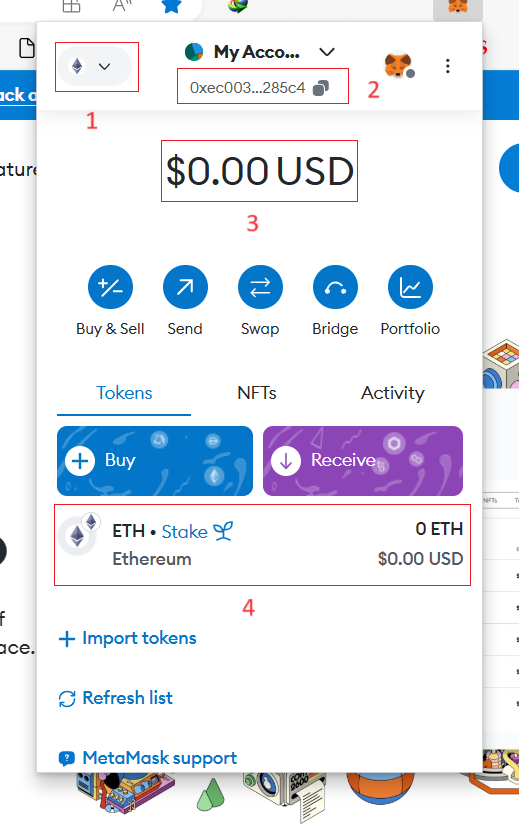 My Acco...
ack o
0xec003...285c4
2
1
ature
$0.00 USD
3
Buy & Sell
Send
Swap
Bridge
Portfolio
Tokens
NFTs
Activity
Buy
Receive
NFTs
ETH • Stake
0 ETH
Ethereum
$0.00 USD
4
f
ace.
+ Import tokens
Refresh list
MetaMask support